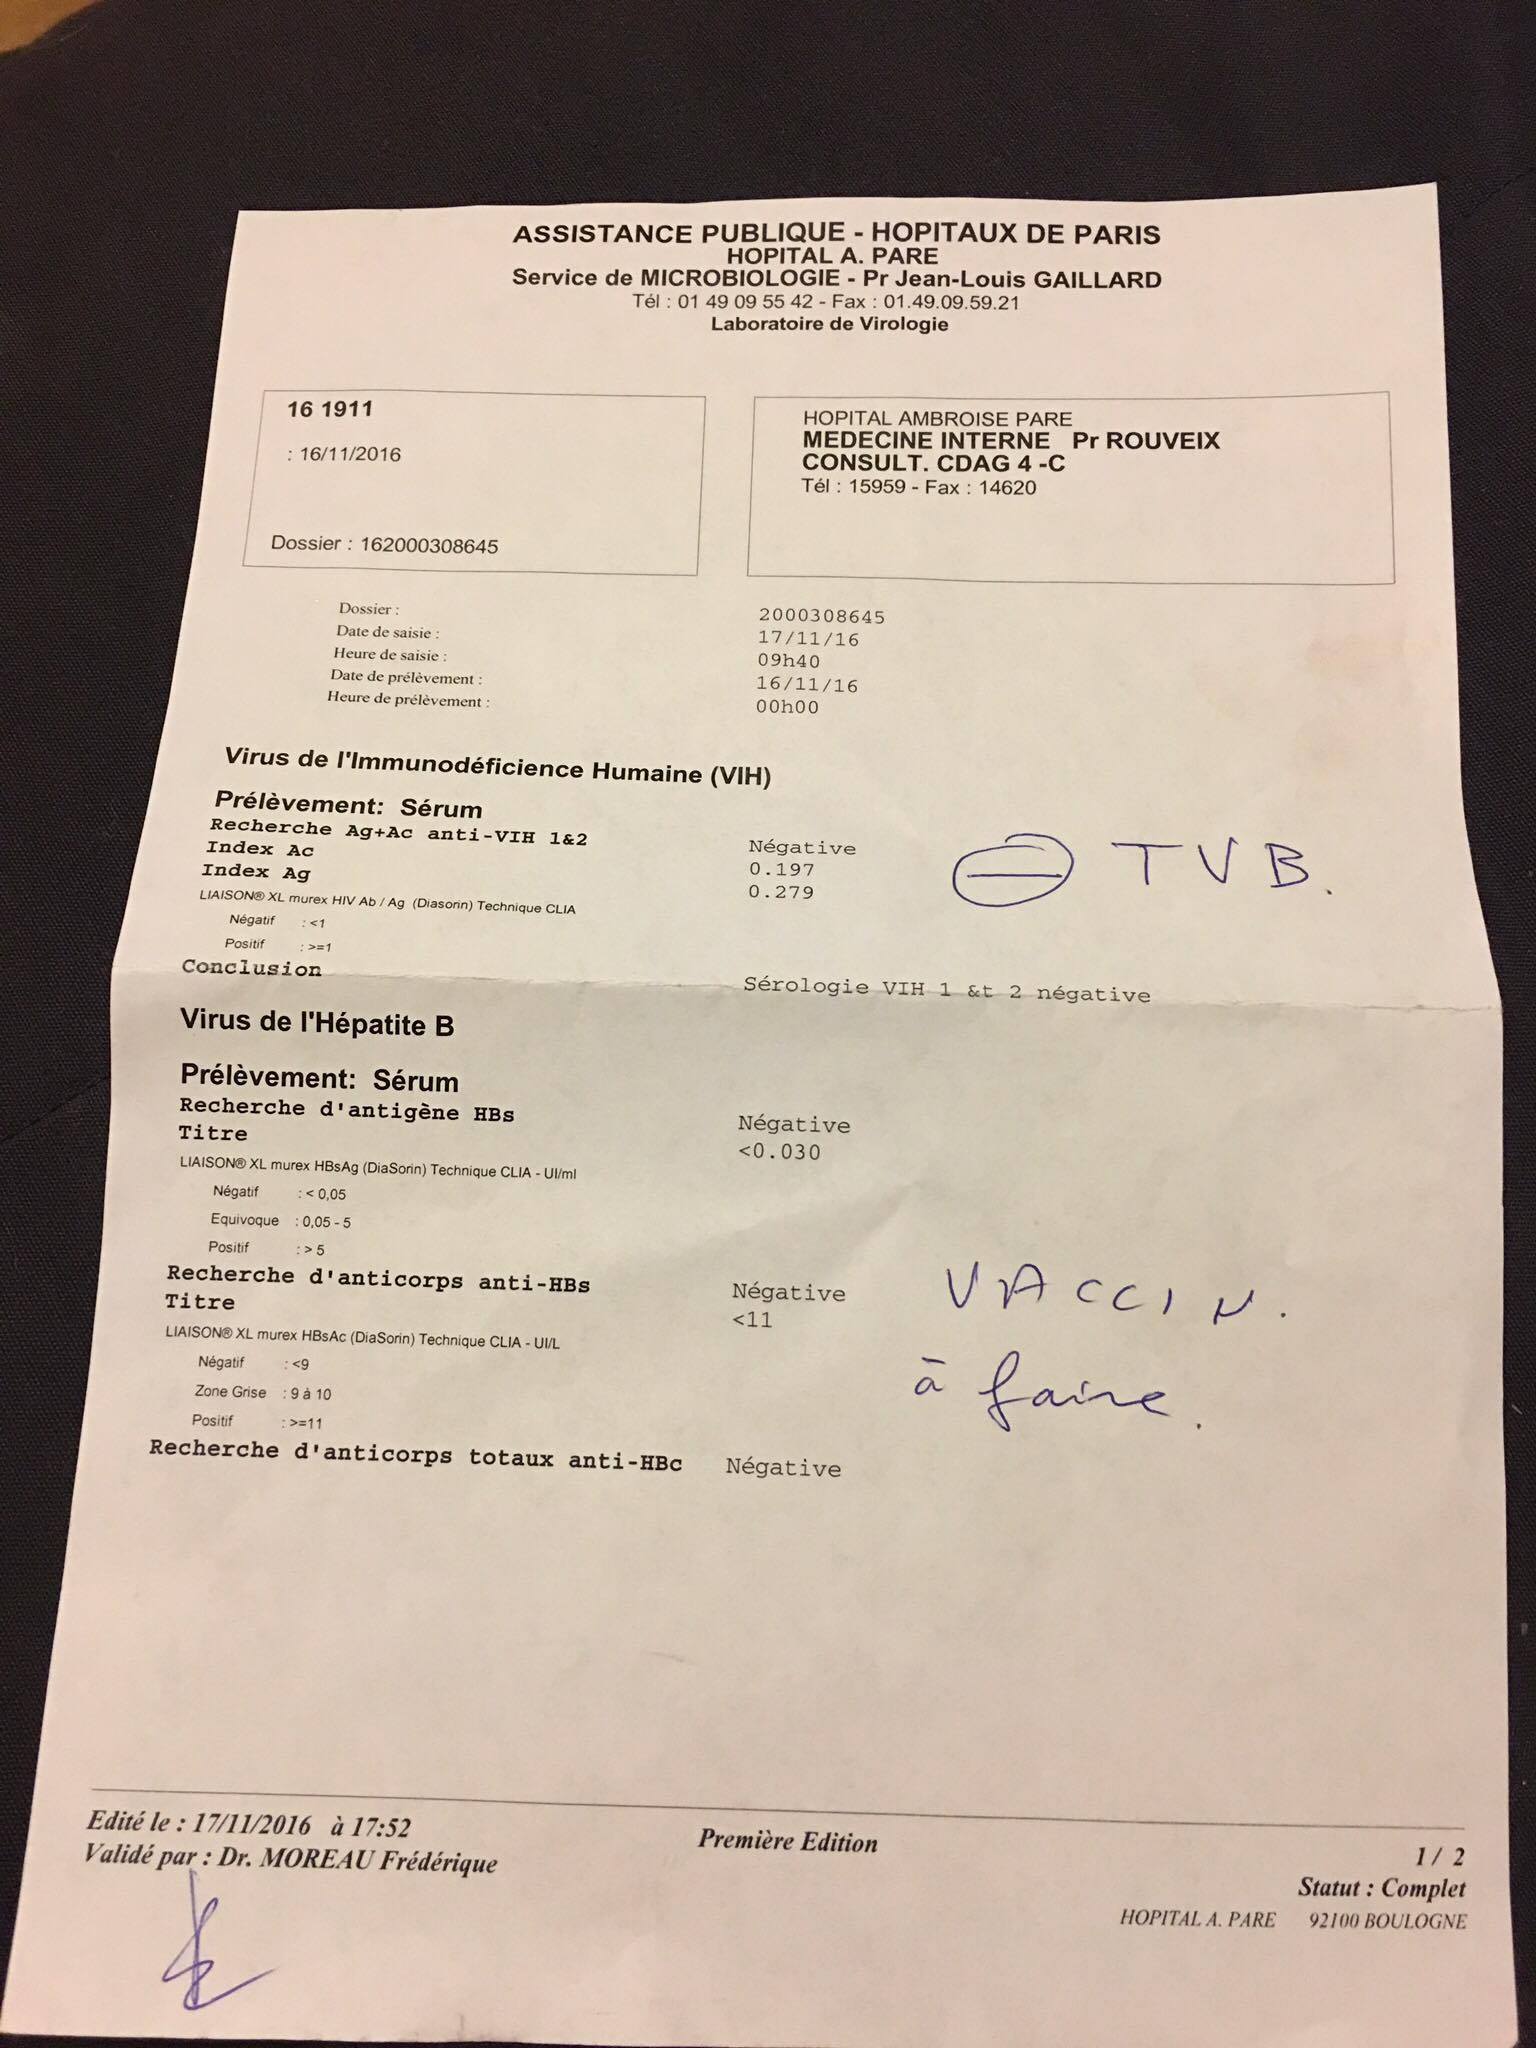 ASSISTANCE PUBLIQUE - HOPITAUX DE PARIS
HOPITAL A. PARE
Service de MICROBIOLOGIE - Pr Jean-Louis GAILLARD
Tél : 01 49 09 55 42 - Fax : 01.49.09.59.21
Laboratoire de Virologie
16 1911
: 16/11/2016
Dossier : 162000308645
HOPITAL AMBROISE PARE
MEDECINE INTERNE Pr ROUVEIX
CONSULT. CDAG 4 -C
Tél : 15959 - Fax : 14620
Dossier : 2000308645
Date de saisie : 17/11/16
Heure de saisie : 09h40
Date de prélèvement : 16/11/16
Heure de prélèvement : 00h00
Virus de l'Immunodéficience Humaine (VIH)
Prélèvement: Sérum
Recherche Ag+Ac anti-VIH 1&2 Négative
Index Ac 0.197
Index Ag 0.279
⊖ TVB.
LIAISON® XL murex HIV Ab / Ag (Diasorin) Technique CLIA
Négatif : <1
Positif : >=1
Conclusion Sérologie VIH 1 &t 2 négative
Virus de l'Hépatite B
Prélèvement: Sérum
Recherche d'antigène HBs Négative
Titre <0.030
LIAISON® XL murex HBsAg (DiaSorin) Technique CLIA - UI/ml
Négatif : < 0,05
Equivoque : 0,05 - 5
Positif : > 5
Recherche d'anticorps anti-HBs Négative
Titre <11
VACCIN.
à faire.
LIAISON® XL murex HBsAc (DiaSorin) Technique CLIA - UI/L
Négatif : <9
Zone Grise : 9 à 10
Positif : >=11
Recherche d'anticorps totaux anti-HBc Négative
Edité le : 17/11/2016 à 17:52
Validé par : Dr. MOREAU Frédérique
Première Edition
1 / 2
Statut : Complet
HOPITAL A. PARE 92100 BOULOGNE